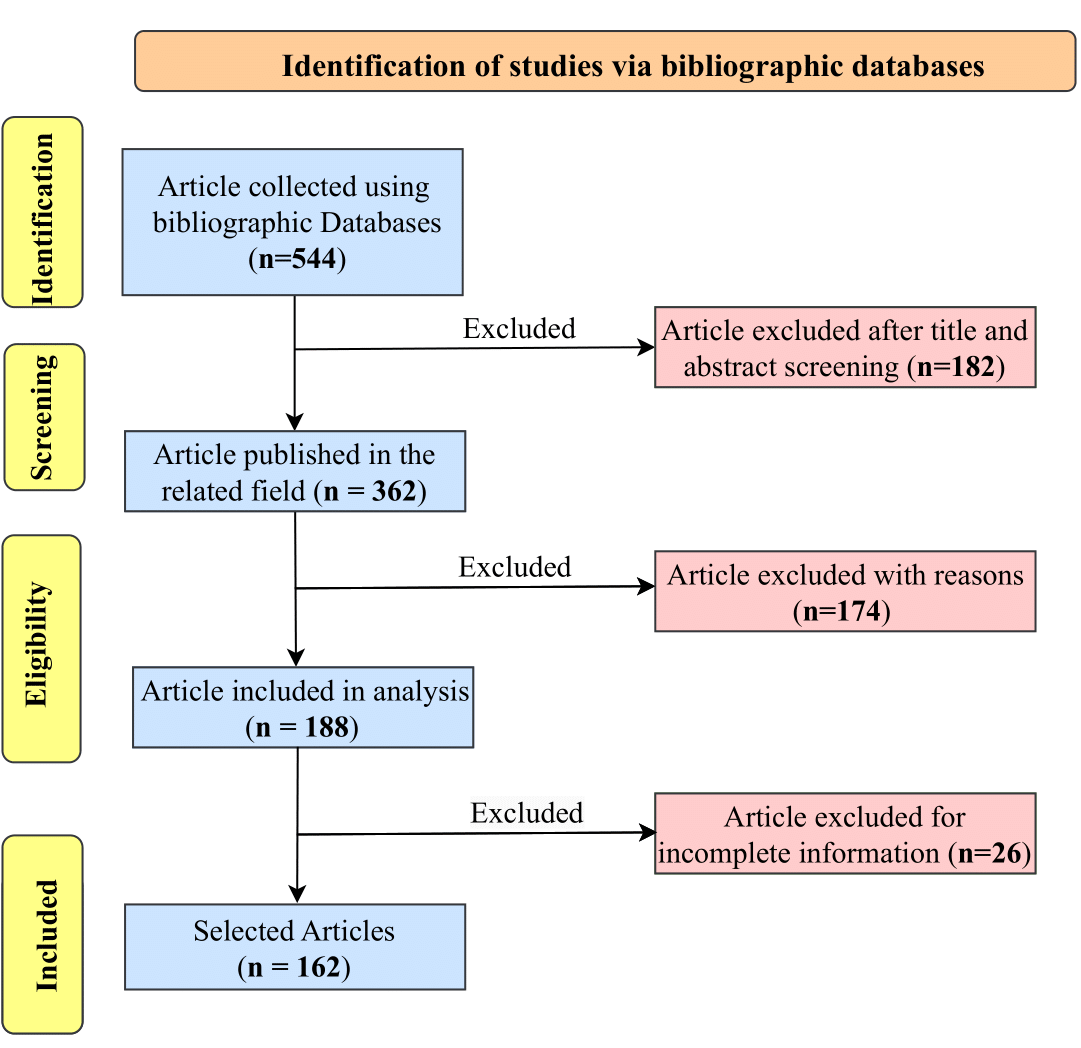 Identification of studies via bibliographic databases
Identification
Article collected using
bibliographic Databases
(n=544)
Excluded
Article excluded after title and
abstract screening (n=182)
Screening
Article published in the
related field (n = 362)
Excluded
Article excluded with reasons
(n=174)
Eligibility
Article included in analysis
(n = 188)
Excluded
Article excluded for
incomplete information (n=26)
Included
Selected Articles
(n = 162)